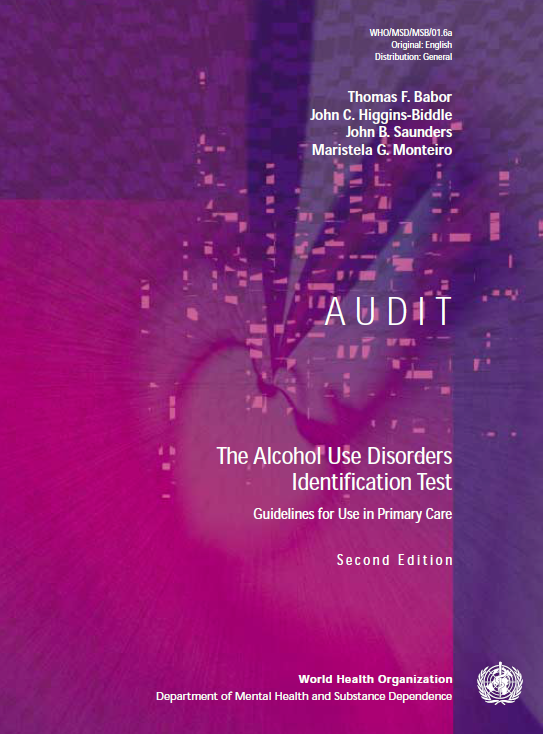 WHO/MSD/MSB/01.6a
Original: English
Distribution: General
Thomas F. Babor
John C. Higgins-Biddle
John B. Saunders
Maristela G. Monteiro
AUDIT
The Alcohol Use Disorders
Identification Test
Guidelines for Use in Primary Care
Second Edition
World Health Organization
Department of Mental Health and Substance Dependence